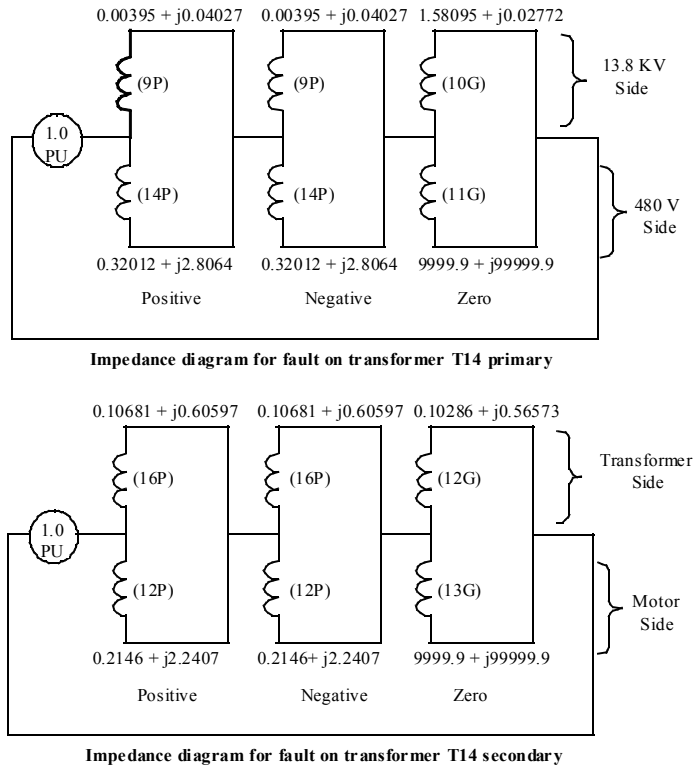 0.00395 + j0.04027 0.00395 + j0.04027 1.58095 + j0.02772
(9P) (9P) (10G) 13.8 KV
Side
1.0
PU
(14P) (14P) (11G) 480 V
Side
0.32012 + j2.8064 0.32012 + j2.8064 9999.9 + j99999.9
Positive Negative Zero
Impedance diagram for fault on transformer T14 primary
0.10681 + j0.60597 0.10681 + j0.60597 0.10286 + j0.56573
Transformer
Side
(16P) (16P) (12G)
1.0
PU
(12P) (12P) (13G) Motor
Side
0.2146 + j2.2407 0.2146+ j2.2407 9999.9 + j99999.9
Positive Negative Zero
Impedance diagram for fault on transformer T14 secondary